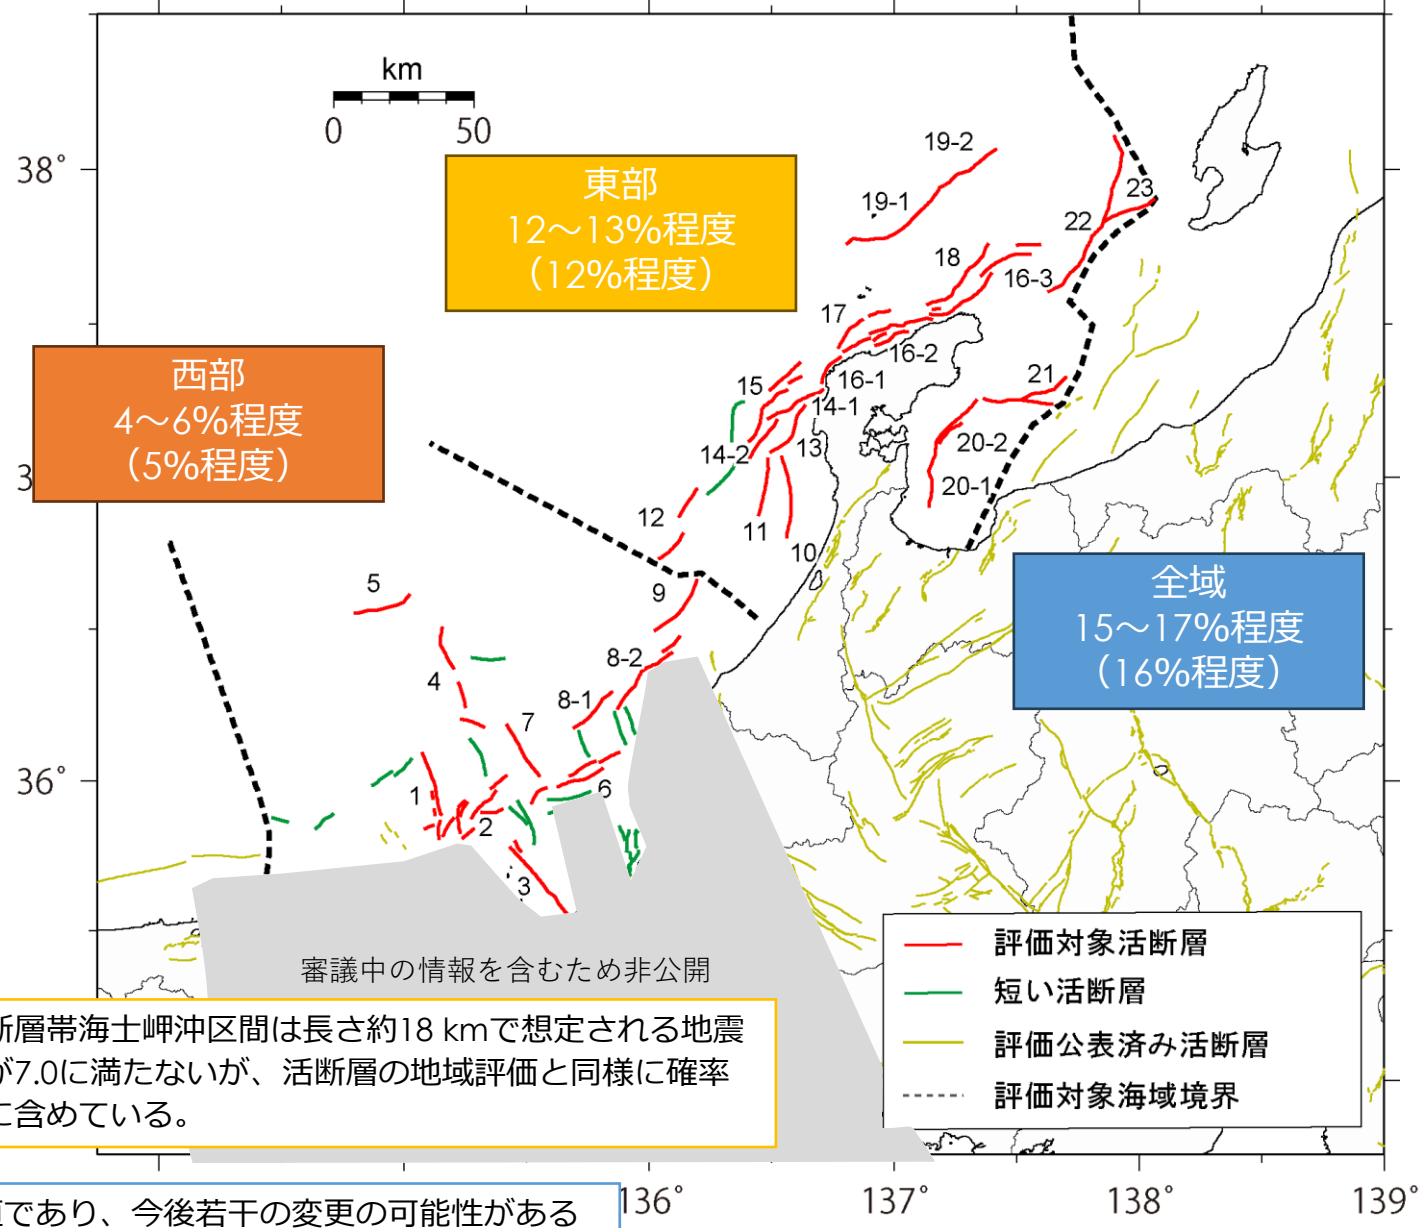 km
0 50
38°
19-2
東部
12～13%程度
（12%程度）
19-1
23
22
18
16-3
17
16-2
西部
4～6%程度
（5%程度）
15
16-1
21
14-1
13
14-2
20-2
3
20-1
12
11
10
全域
15～17%程度
（16%程度）
5
9
8-2
4
8-1
7
36°
6
1
2
3
評価対象活断層
審議中の情報を含むため非公開
短い活断層
断層帯海士岬沖区間は長さ約18 kmで想定される地震
が7.0に満たないが、活断層の地域評価と同様に確率
に含めている。
評価公表済み活断層
評価対象海域境界
値であり、今後若干の変更の可能性がある
136° 137° 138° 139°